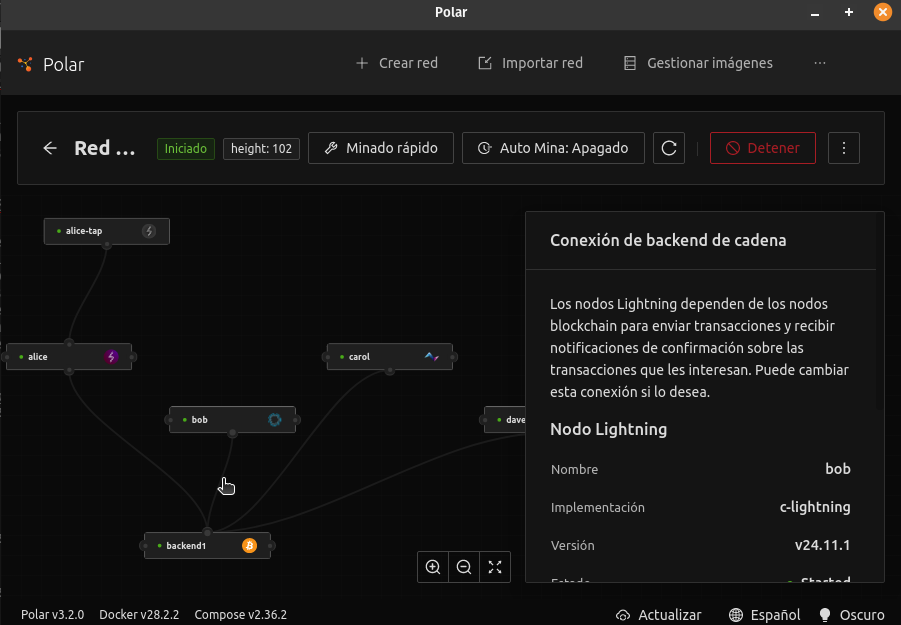 Polar
Polar
Crear red
Importar red
Gestionar imágenes
Red ...
Iniciado
height: 102
Minado rápido
Auto Mina: Apagado
Detener
alice-tap
alice
carol
bob
dave
backend1
Conexión de backend de cadena
Los nodos Lightning dependen de los nodos
blockchain para enviar transacciones y recibir
notificaciones de confirmación sobre las
transacciones que les interesan. Puede cambiar
esta conexión si lo desea.
Nodo Lightning
Nombre bob
Implementación c-lightning
Versión v24.11.1
Estado Started
Polar v3.2.0 Docker v28.2.2 Compose v2.36.2
Actualizar
Español
Oscuro